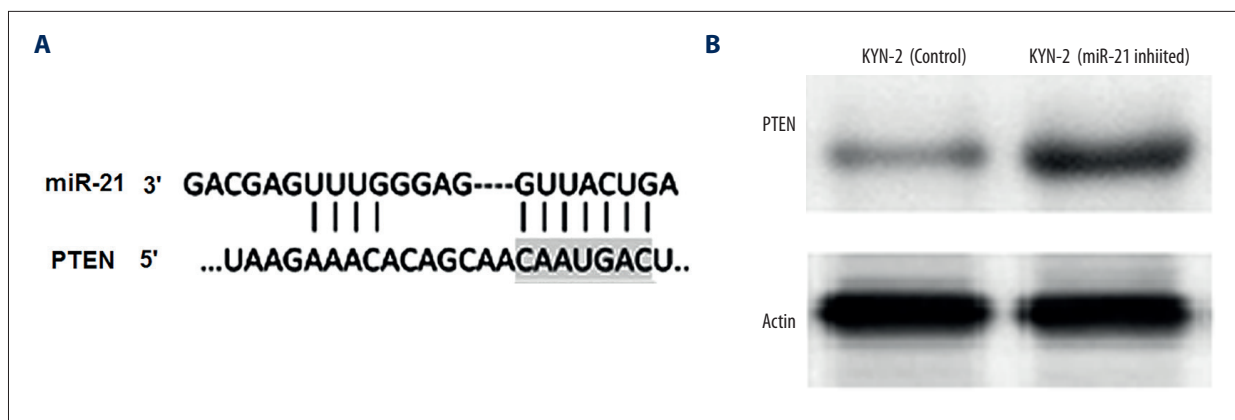 A
miR-21 3' GACGAGUUUGGGAG----GUUACUGA
PTEN 5' ...UAAGAAACACAGCAACAAUGACU..
B
KYN-2 (Control) KYN-2 (miR-21 inhiited)
PTEN
Actin